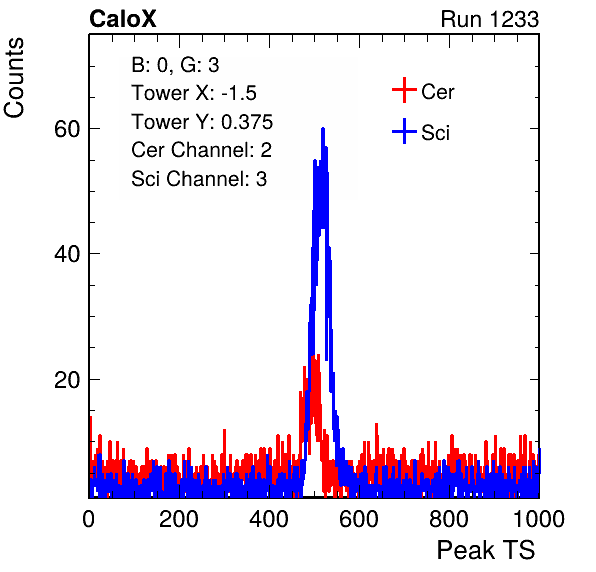 CaloX Run 1233
Counts
B: 0, G: 3
Tower X: -1.5
Tower Y: 0.375
Cer Channel: 2
Sci Channel: 3
Cer
Sci
60
40
20
0 200 400 600 800 1000
Peak TS